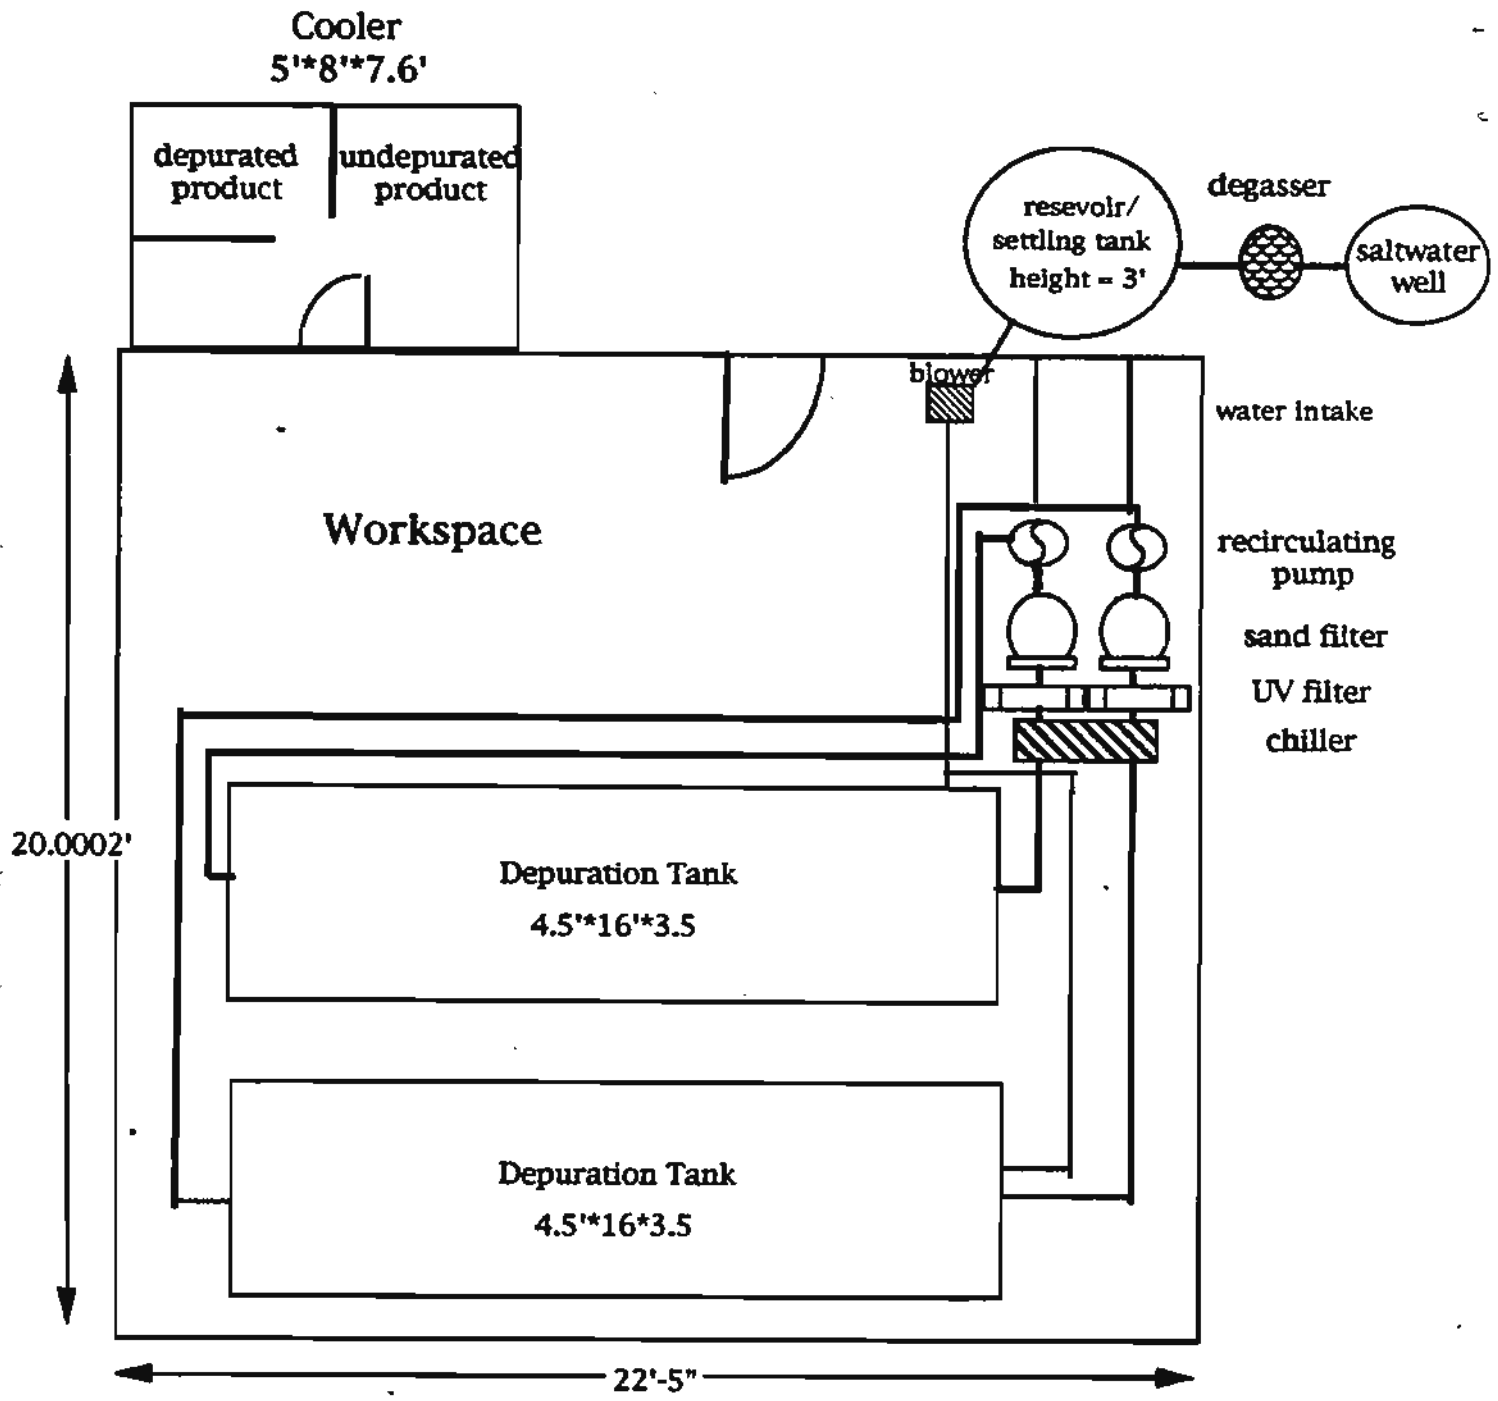 Cooler
5'*8'*7.6'
depurated
product
undepurated
product
degasser
resevoir/
settling tank
height = 3'
saltwater
well
blower
water intake
Workspace
recirculating
pump
sand filter
UV filter
chiller
20.0002'
Depuration Tank
4.5'*16'*3.5
Depuration Tank
4.5'*16*3.5
22'-5"